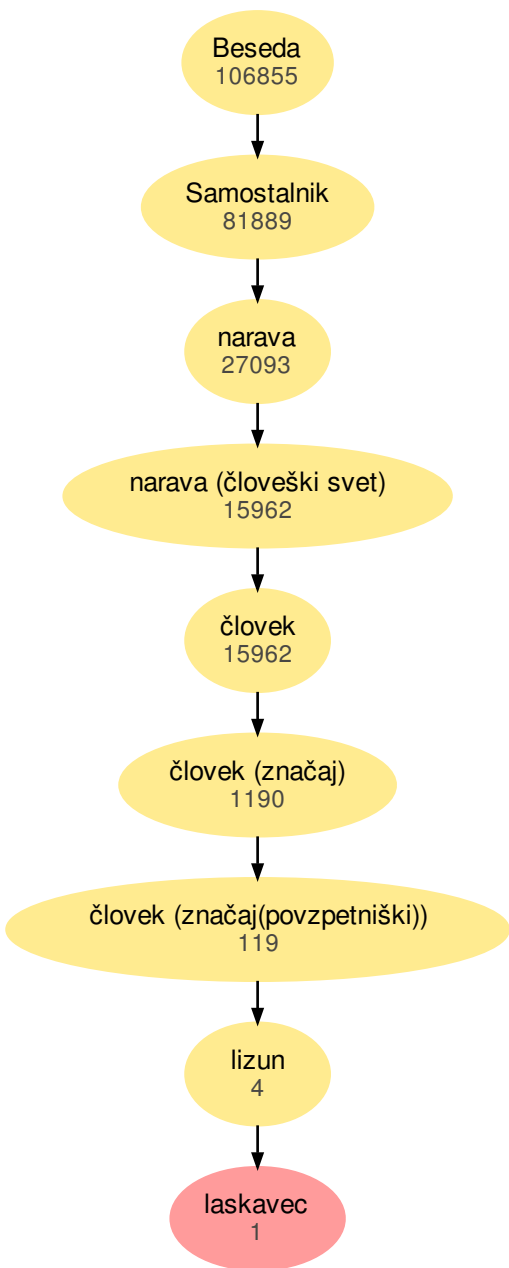 Beseda
106855
Samostalnik
81889
narava
27093
narava (človeški svet)
15962
človek
15962
človek (značaj)
1190
človek (značaj(povzpetniški))
119
lizun
4
laskavec
1